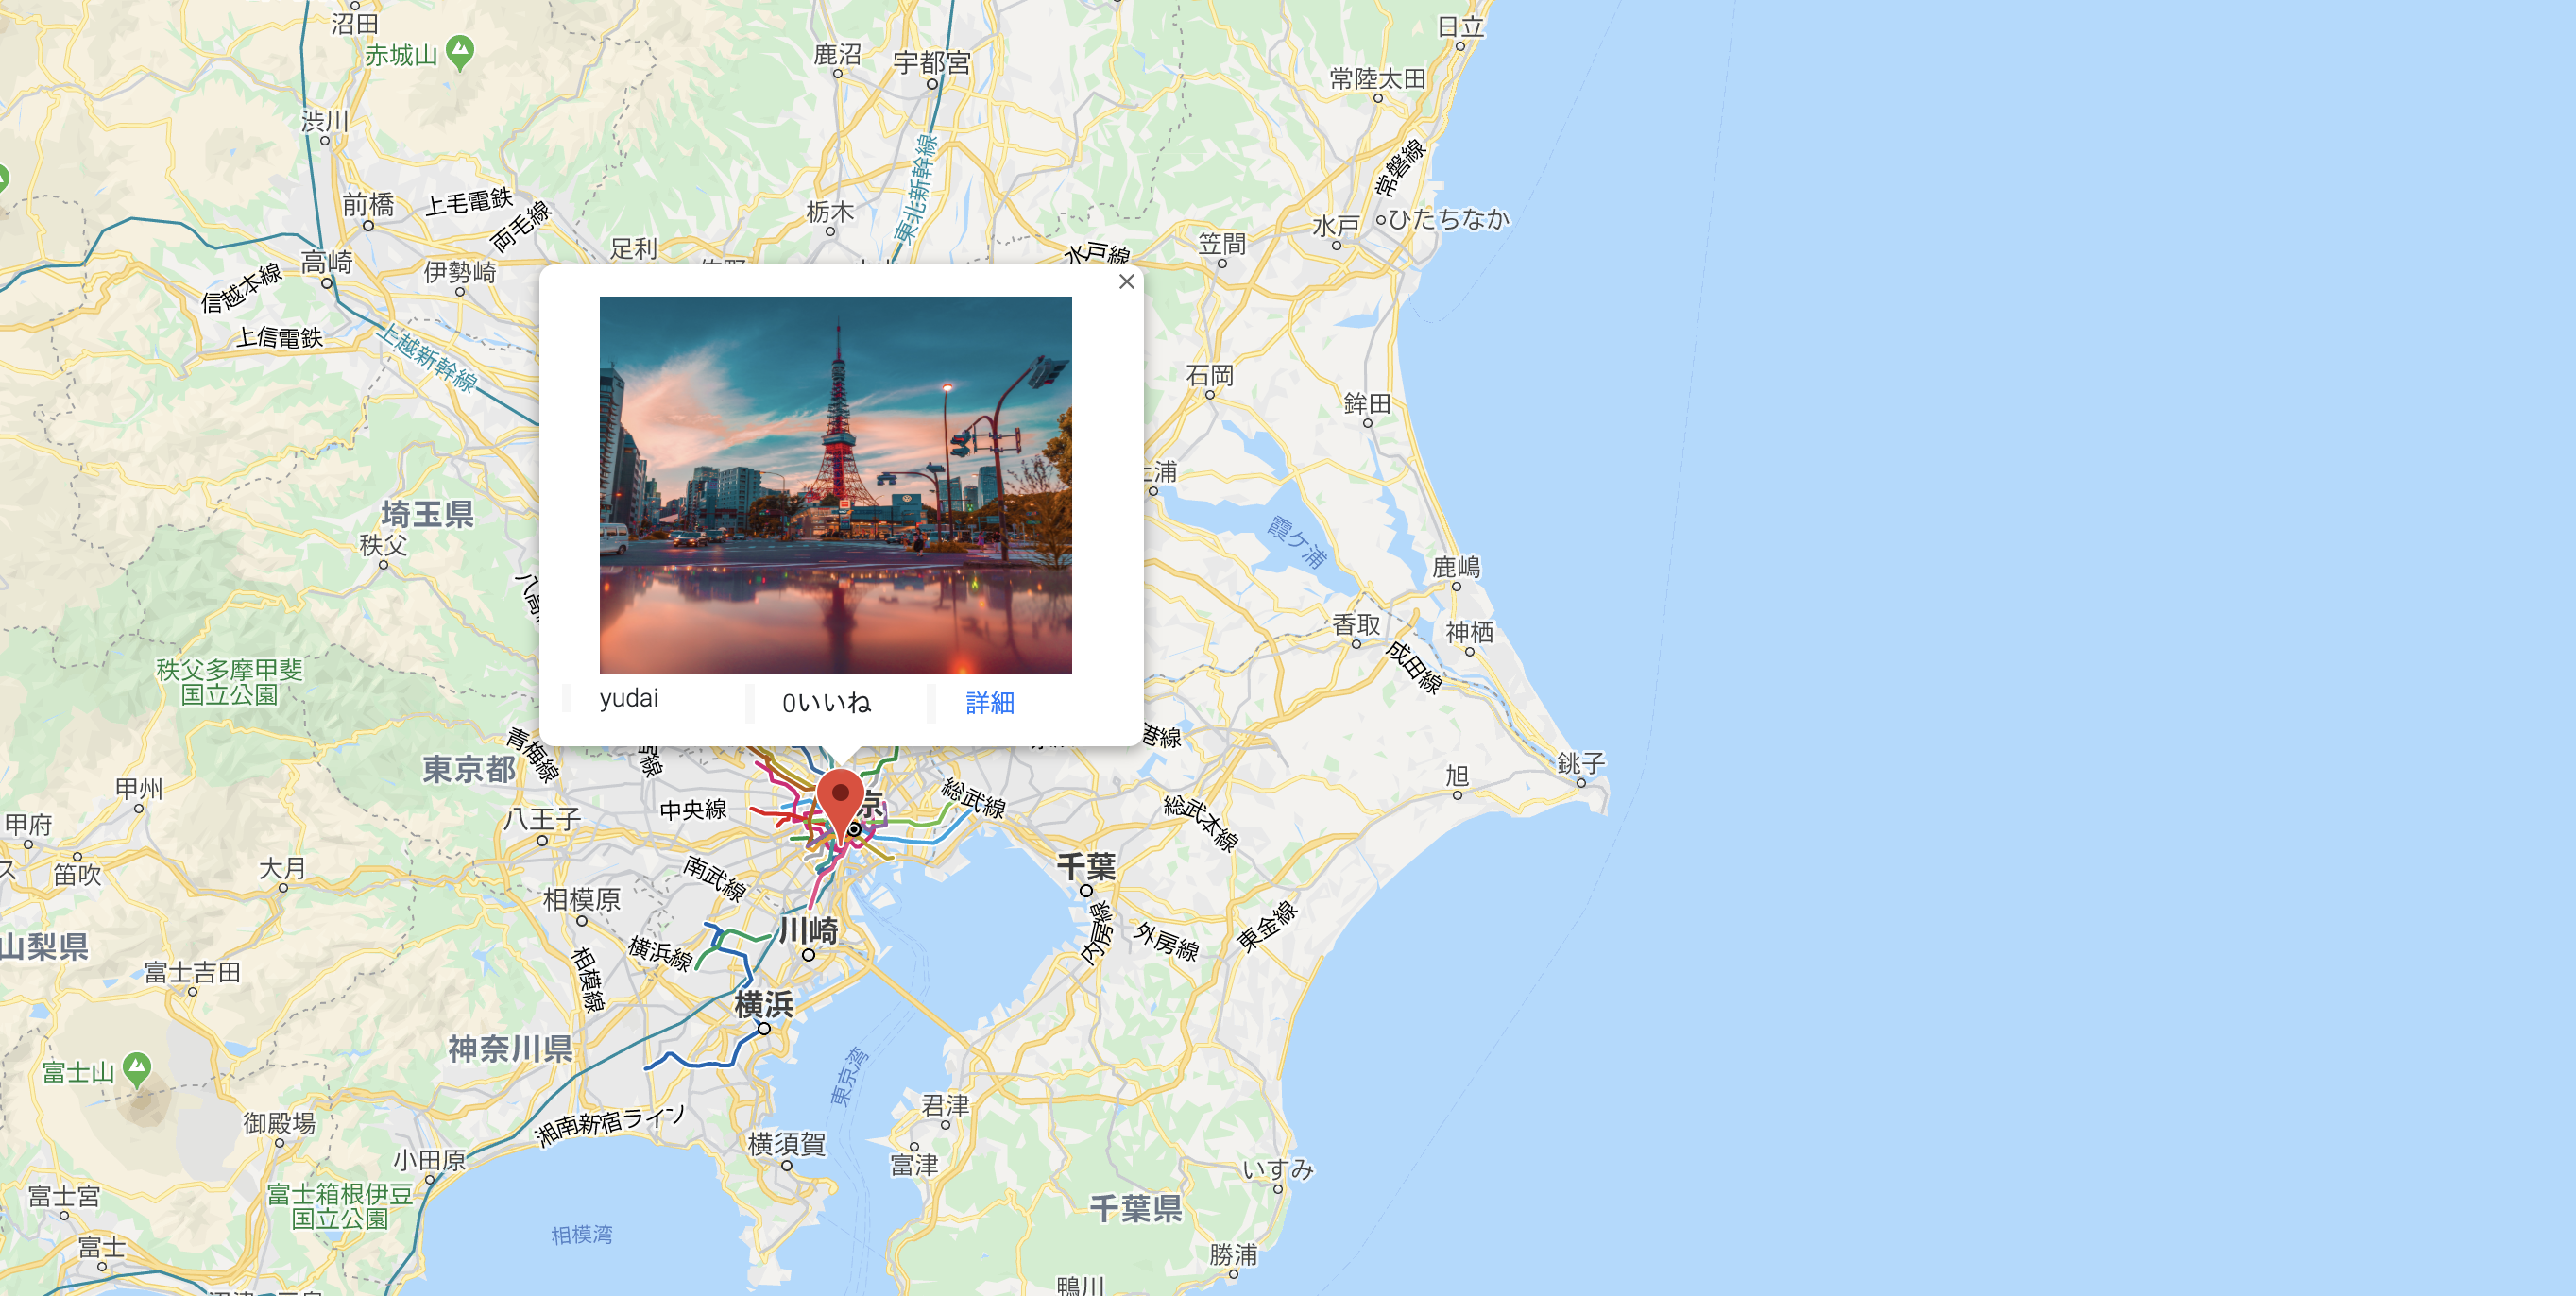 沼田
赤城山
鹿沼
宇都宮
日立
常陸太田
渋川
常磐線
東北新幹線
前橋
上毛電鉄
両毛線
栃木
水戸
ひたちなか
足利
笠間
水戸線
高崎
伊勢崎
信越本線
上信電鉄
上越新幹線
石岡
鉾田
埼玉県
秩父
霞ケ浦
鹿嶋
香取
神栖
成田線
秩父多摩甲斐
国立公園
yudai
0いいね
詳細
青梅線
東京都
港線
銚子
旭
甲州
中央線
総武線
総武本線
八王子
甲府
笛吹
大月
南武線
千葉
相模原
川崎
内房線
外房線
東金線
山梨県
富士吉田
横浜線
相模線
横浜
神奈川県
富士山
東京湾
御殿場
湘南新宿ライン
君津
横須賀
富津
小田原
いすみ
富士宮
富士箱根伊豆
国立公園
千葉県
相模湾
富士
勝浦
鴨川